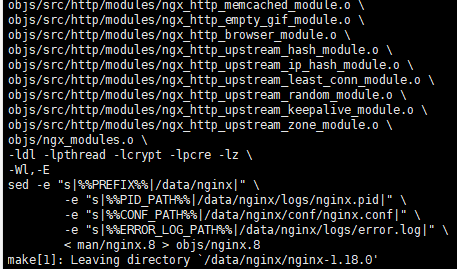 objs/src/http/modules/ngx_http_memcached_module.o \
objs/src/http/modules/ngx_http_empty_gif_module.o \
objs/src/http/modules/ngx_http_browser_module.o \
objs/src/http/modules/ngx_http_upstream_hash_module.o \
objs/src/http/modules/ngx_http_upstream_ip_hash_module.o \
objs/src/http/modules/ngx_http_upstream_least_conn_module.o \
objs/src/http/modules/ngx_http_upstream_random_module.o \
objs/src/http/modules/ngx_http_upstream_keepalive_module.o \
objs/src/http/modules/ngx_http_upstream_zone_module.o \
objs/ngx_modules.o \
-ldl -lpthread -lcrypt -lpcre -lz \
-Wl,-E
sed -e "s|%%PREFIX%%|/data/nginx|" \
-e "s|%%PID_PATH%%|/data/nginx/logs/nginx.pid|" \
-e "s|%%CONF_PATH%%|/data/nginx/conf/nginx.conf|" \
-e "s|%%ERROR_LOG_PATH%%|/data/nginx/logs/error.log|" \
< man/nginx.8 > objs/nginx.8
make[1]: Leaving directory `/data/nginx/nginx-1.18.0'